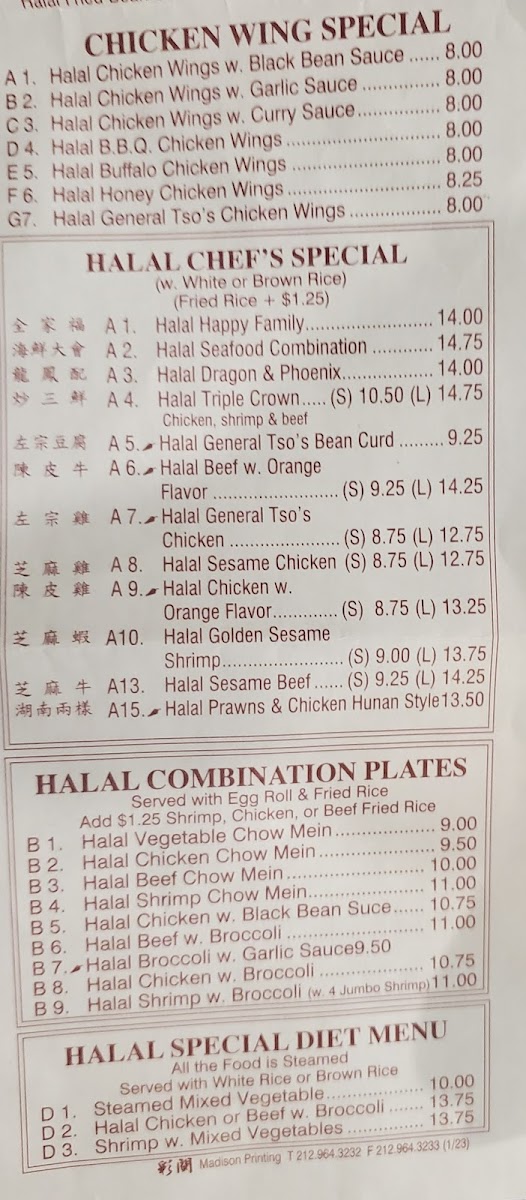 Halal
CHICKEN WING SPECIAL
A 1. Halal Chicken Wings w. Black Bean Sauce ...... 8.00
B 2. Halal Chicken Wings w. Garlic Sauce .............. 8.00
C 3. Halal Chicken Wings w. Curry Sauce............... 8.00
D 4. Halal B.B.Q. Chicken Wings ............................ 8.00
E 5. Halal Buffalo Chicken Wings ........................... 8.00
F 6. Halal Honey Chicken Wings ............................ 8.25
G7. Halal General Tso's Chicken Wings ................. 8.00
HALAL CHEF'S SPECIAL
(w. White or Brown Rice)
(Fried Rice + $1.25)
全家福 A 1. Halal Happy Family.......................... 14.00
海鮮大會 A 2. Halal Seafood Combination ............ 14.75
龍鳳配 A 3. Halal Dragon & Phoenix.................. 14.00
炒三鮮 A 4. Halal Triple Crown..... (S) 10.50 (L) 14.75
Chicken, shrimp & beef
左宗豆腐 A 5. Halal General Tso's Bean Curd ......... 9.25
陳皮牛 A 6. Halal Beef w. Orange
Flavor .......................... (S) 9.25 (L) 14.25
左宗雞 A 7. Halal General Tso's
Chicken ...................... (S) 8.75 (L) 12.75
芝麻雞 A 8. Halal Sesame Chicken (S) 8.75 (L) 12.75
陳皮雞 A 9. Halal Chicken w.
Orange Flavor............. (S) 8.75 (L) 13.25
芝麻蝦 A10. Halal Golden Sesame
Shrimp......................... (S) 9.00 (L) 13.75
芝麻牛 A13. Halal Sesame Beef ...... (S) 9.25 (L) 14.25
湖南兩樣 A15. Halal Prawns & Chicken Hunan Style13.50
HALAL COMBINATION PLATES
Served with Egg Roll & Fried Rice
Add $1.25 Shrimp, Chicken, or Beef Fried Rice
B 1. Halal Vegetable Chow Mein.................... 9.00
B 2. Halal Chicken Chow Mein ....................... 9.50
B 3. Halal Beef Chow Mein ............................ 10.00
B 4. Halal Shrimp Chow Mein........................ 11.00
B 5. Halal Chicken w. Black Bean Suce...... 10.75
B 6. Halal Beef w. Broccoli ............................ 11.00
B 7. Halal Broccoli w. Garlic Sauce9.50
B 8. Halal Chicken w. Broccoli ...................... 10.75
B 9. Halal Shrimp w. Broccoli (w. 4 Jumbo Shrimp)11.00
HALAL SPECIAL DIET MENU
All the Food is Steamed
Served with White Rice or Brown Rice
D 1. Steamed Mixed Vegetable.................... 10.00
D 2. Halal Chicken or Beef w. Broccoli ....... 13.75
D 3. Shrimp w. Mixed Vegetables................ 13.75
Madison Printing T 212.964.3232 F 212.964.3233 (1/23)